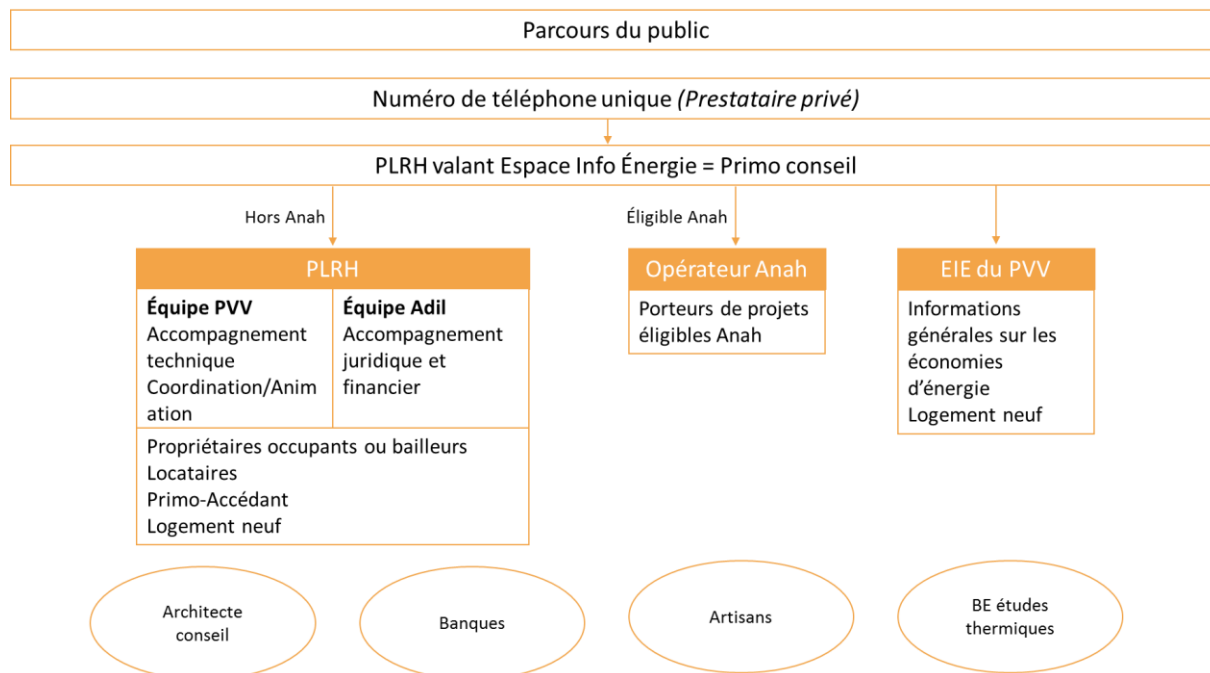 Parcours du public
Numéro de téléphone unique (Prestataire privé)
PLRH valant Espace Info Énergie = Primo conseil
Hors Anah
Éligible Anah
PLRH
Équipe PVV
Accompagnement
technique
Coordination/Anim
ation
Équipe Adil
Accompagnement
juridique et
financier
Propriétaires occupants ou bailleurs
Locataires
Primo-Accédant
Logement neuf
Opérateur Anah
Porteurs de projets
éligibles Anah
EIE du PVV
Informations
générales sur les
économies
d’énergie
Logement neuf
Architecte
conseil
Banques
Artisans
BE études
thermiques